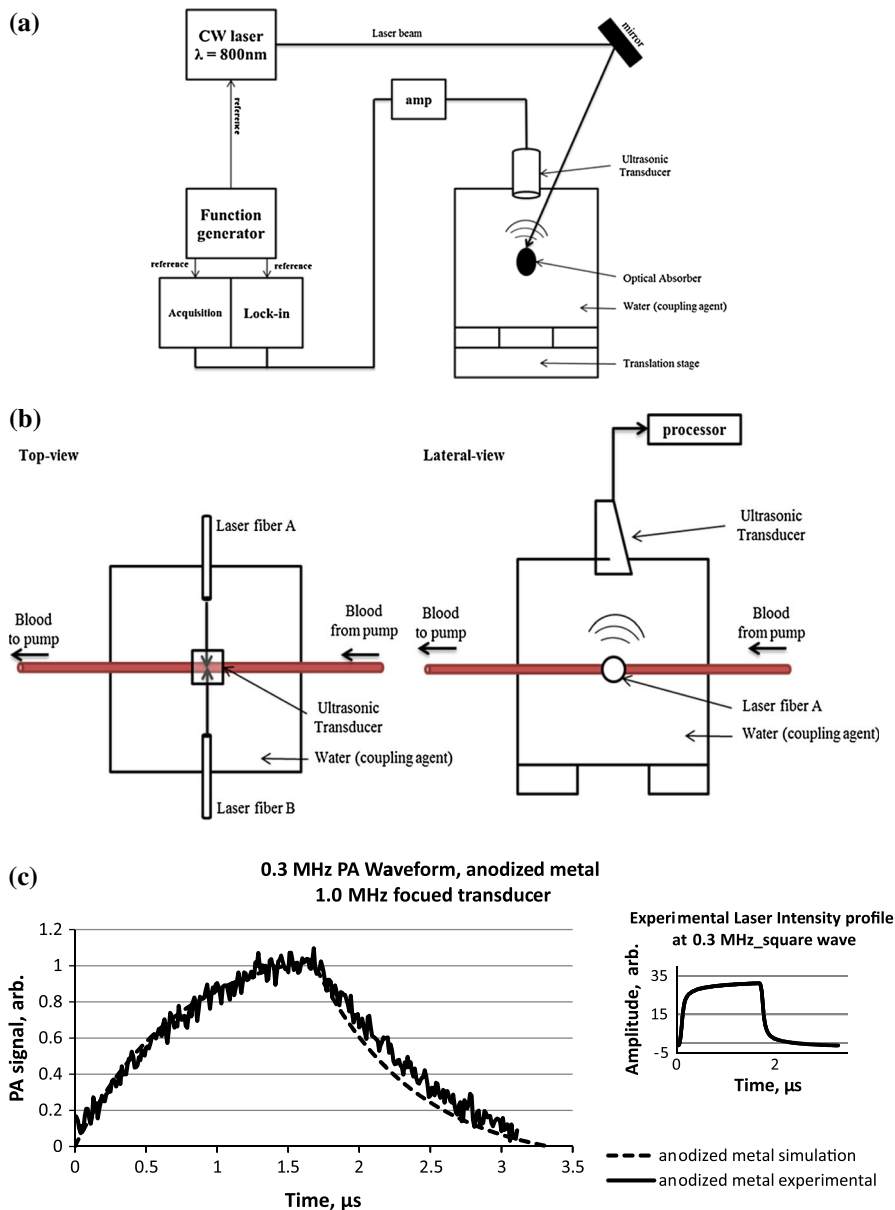 (a)
CW laser
λ = 800nm
Laser beam
mirror
reference
amp
Ultrasonic
Transducer
Function
generator
reference
reference
Acquisition
Lock-in
Optical Absorber
Water (coupling agent)
Translation stage
(b)
Top-view
Lateral-view
processor
Laser fiber A
Ultrasonic
Transducer
Blood
to pump
Blood
from pump
Ultrasonic
Transducer
Water (coupling agent)
Laser fiber B
Blood
to pump
Blood
from pump
Laser fiber A
Water (coupling agent)
(c)
0.3 MHz PA Waveform, anodized metal
1.0 MHz focued transducer
PA signal, arb.
1.2
1
0.8
0.6
0.4
0.2
0
0 0.5 1 1.5 2 2.5 3 3.5
Time, µs
Experimental Laser Intensity profile
at 0.3 MHz_square wave
Amplitude, arb.
35
15
-5
0 2
Time, µs
anodized metal simulation
anodized metal experimental